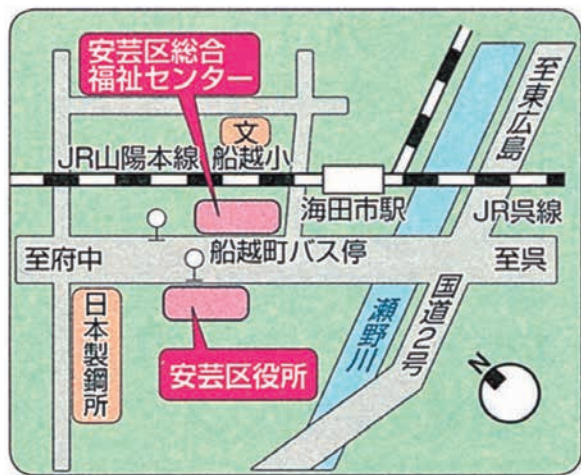 安芸区総合
福祉センター
至東広島
文
JR山陽本線 船越小
海田市駅
JR呉線
船越町バス停
至府中
至呉
日本製鋼所
安芸区役所
瀬野川
国道2号
N